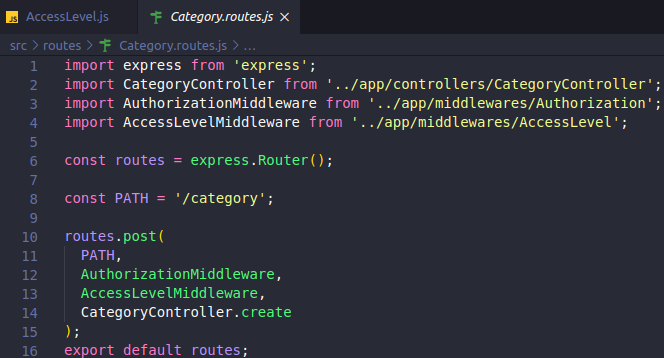 JS AccessLevel.js Category.routes.js ×
src > routes > Category.routes.js > ...
1 import express from 'express';
2 import CategoryController from '../app/controllers/CategoryController';
3 import AuthorizationMiddleware from '../app/middlewares/Authorization';
4 import AccessLevelMiddleware from '../app/middlewares/AccessLevel';
5
6 const routes = express.Router();
7
8 const PATH = '/category';
9
10 routes.post(
11 PATH,
12 AuthorizationMiddleware,
13 AccessLevelMiddleware,
14 CategoryController.create
15 );
16 export default routes;